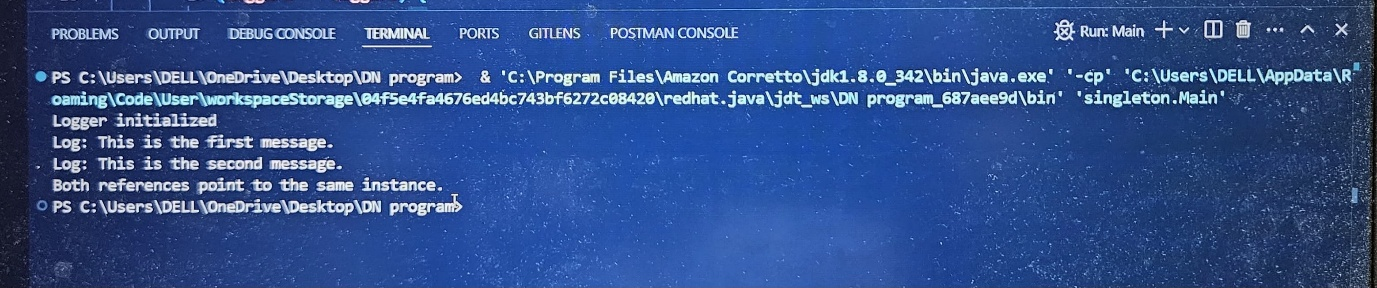 PROBLEMS OUTPUT DEBUG CONSOLE TERMINAL PORTS GITLENS POSTMAN CONSOLE Run: Main
PS C:\Users\DELL\OneDrive\Desktop\DN program> & 'C:\Program Files\Amazon Corretto\jdk1.8.0_342\bin\java.exe' '-cp' 'C:\Users\DELL\AppData\R
oaming\Code\User\workspaceStorage\04f5e4fa4676ed4bc743bf6272c08420\redhat.java\jdt_ws\DN program_687aee9d\bin' 'singleton.Main'
Logger initialized
Log: This is the first message.
Log: This is the second message.
Both references point to the same instance.
PS C:\Users\DELL\OneDrive\Desktop\DN program>